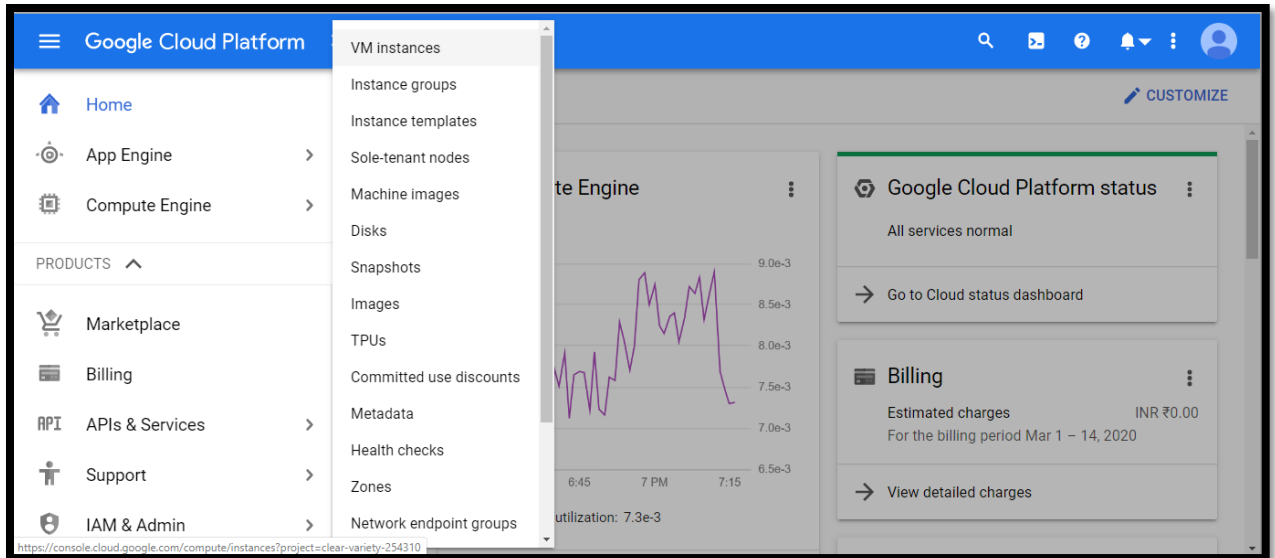 Google Cloud Platform
CUSTOMIZE
Home
App Engine
Compute Engine
PRODUCTS
Marketplace
Billing
API APIs & Services
Support
IAM & Admin
https://console.cloud.google.com/compute/instances?project=clear-variety-254310
VM instances
Instance groups
Instance templates
Sole-tenant nodes
Machine images
Disks
Snapshots
Images
TPUs
Committed use discounts
Metadata
Health checks
Zones
Network endpoint groups
te Engine
9.0e-3
8.5e-3
8.0e-3
7.5e-3
7.0e-3
6.5e-3
6:45 7 PM 7:15
utilization: 7.3e-3
Google Cloud Platform status
All services normal
Go to Cloud status dashboard
Billing
Estimated charges INR ₹0.00
For the billing period Mar 1 – 14, 2020
View detailed charges